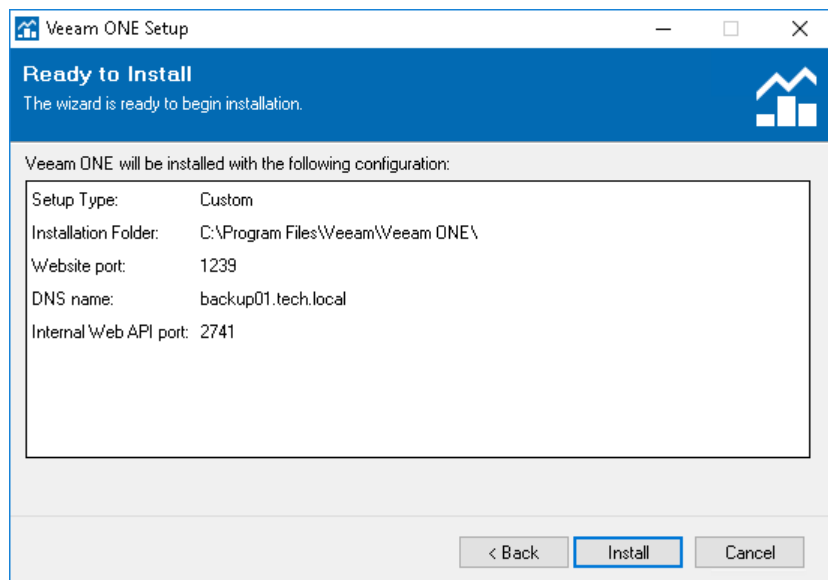 Veeam ONE Setup
Ready to Install
The wizard is ready to begin installation.
Veeam ONE will be installed with the following configuration:
Setup Type: Custom
Installation Folder: C:\Program Files\Veeam\Veeam ONE\
Website port: 1239
DNS name: backup01.tech.local
Internal Web API port: 2741
< Back Install Cancel